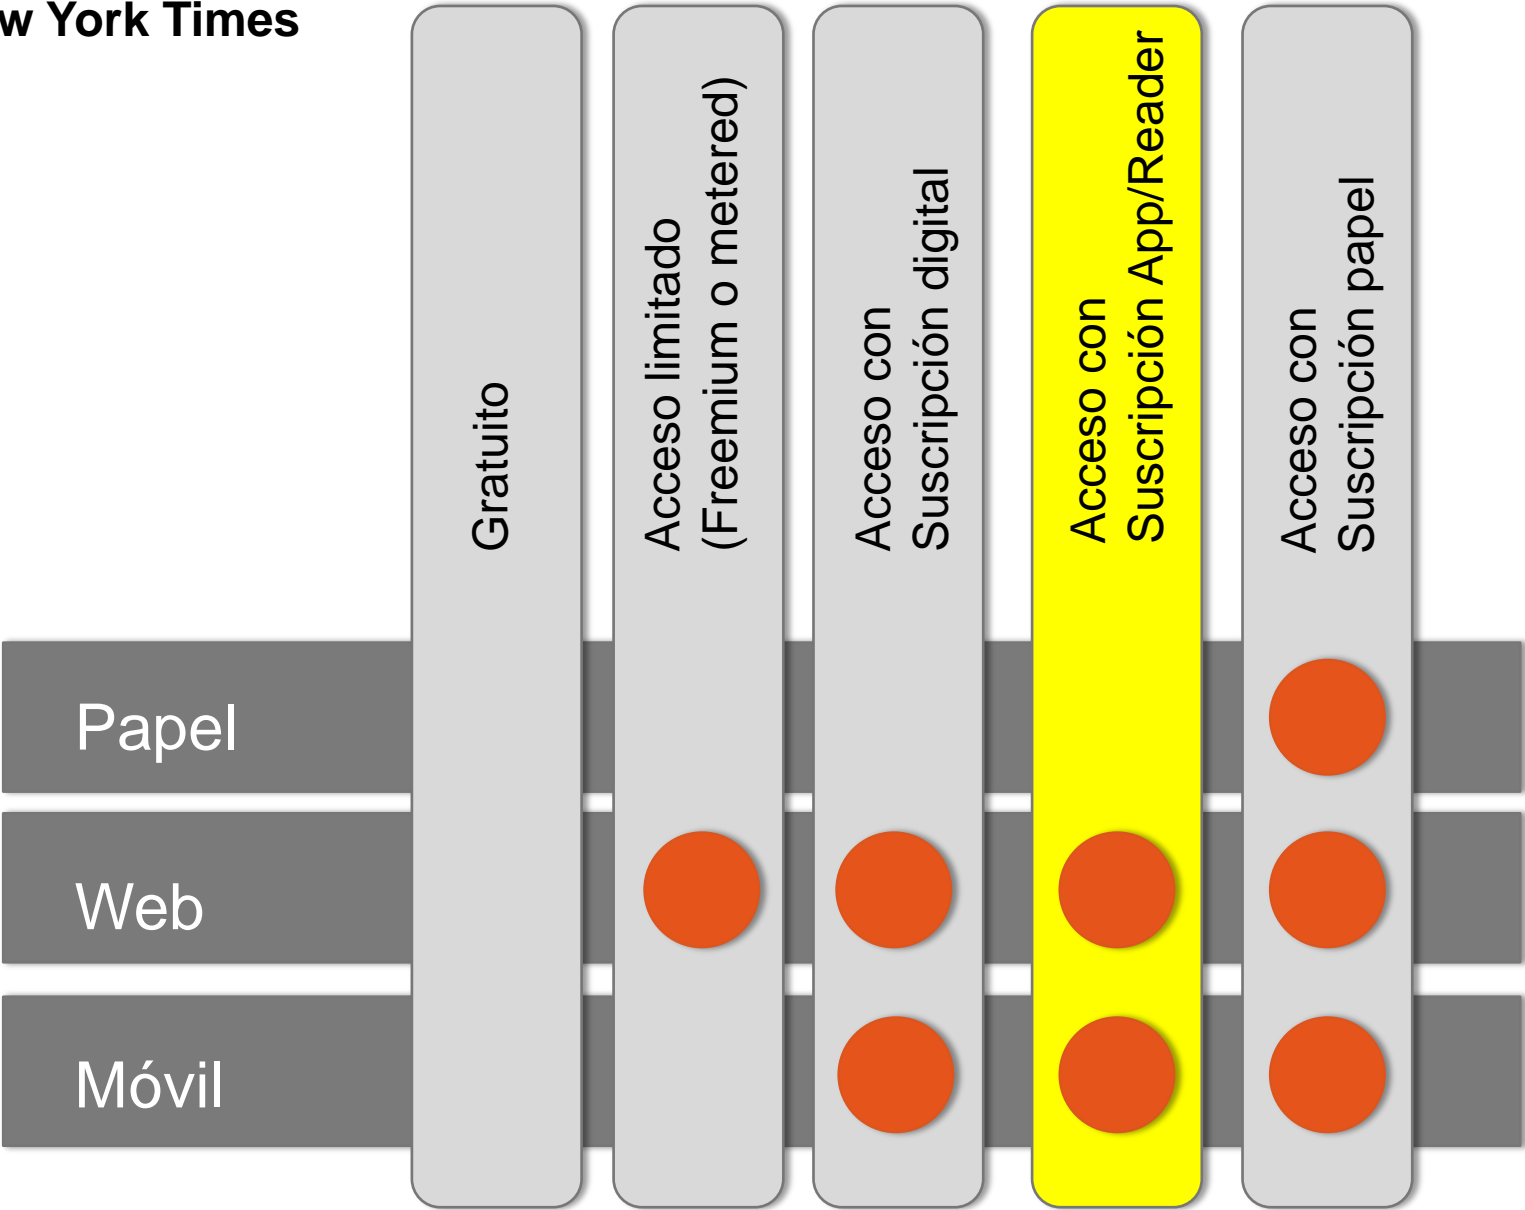 w York Times
Gratuito
Acceso limitado
(Freemium o metered)
Acceso con
Suscripción digital
Acceso con
Suscripción App/Reader
Acceso con
Suscripción papel
Papel
Web
Móvil